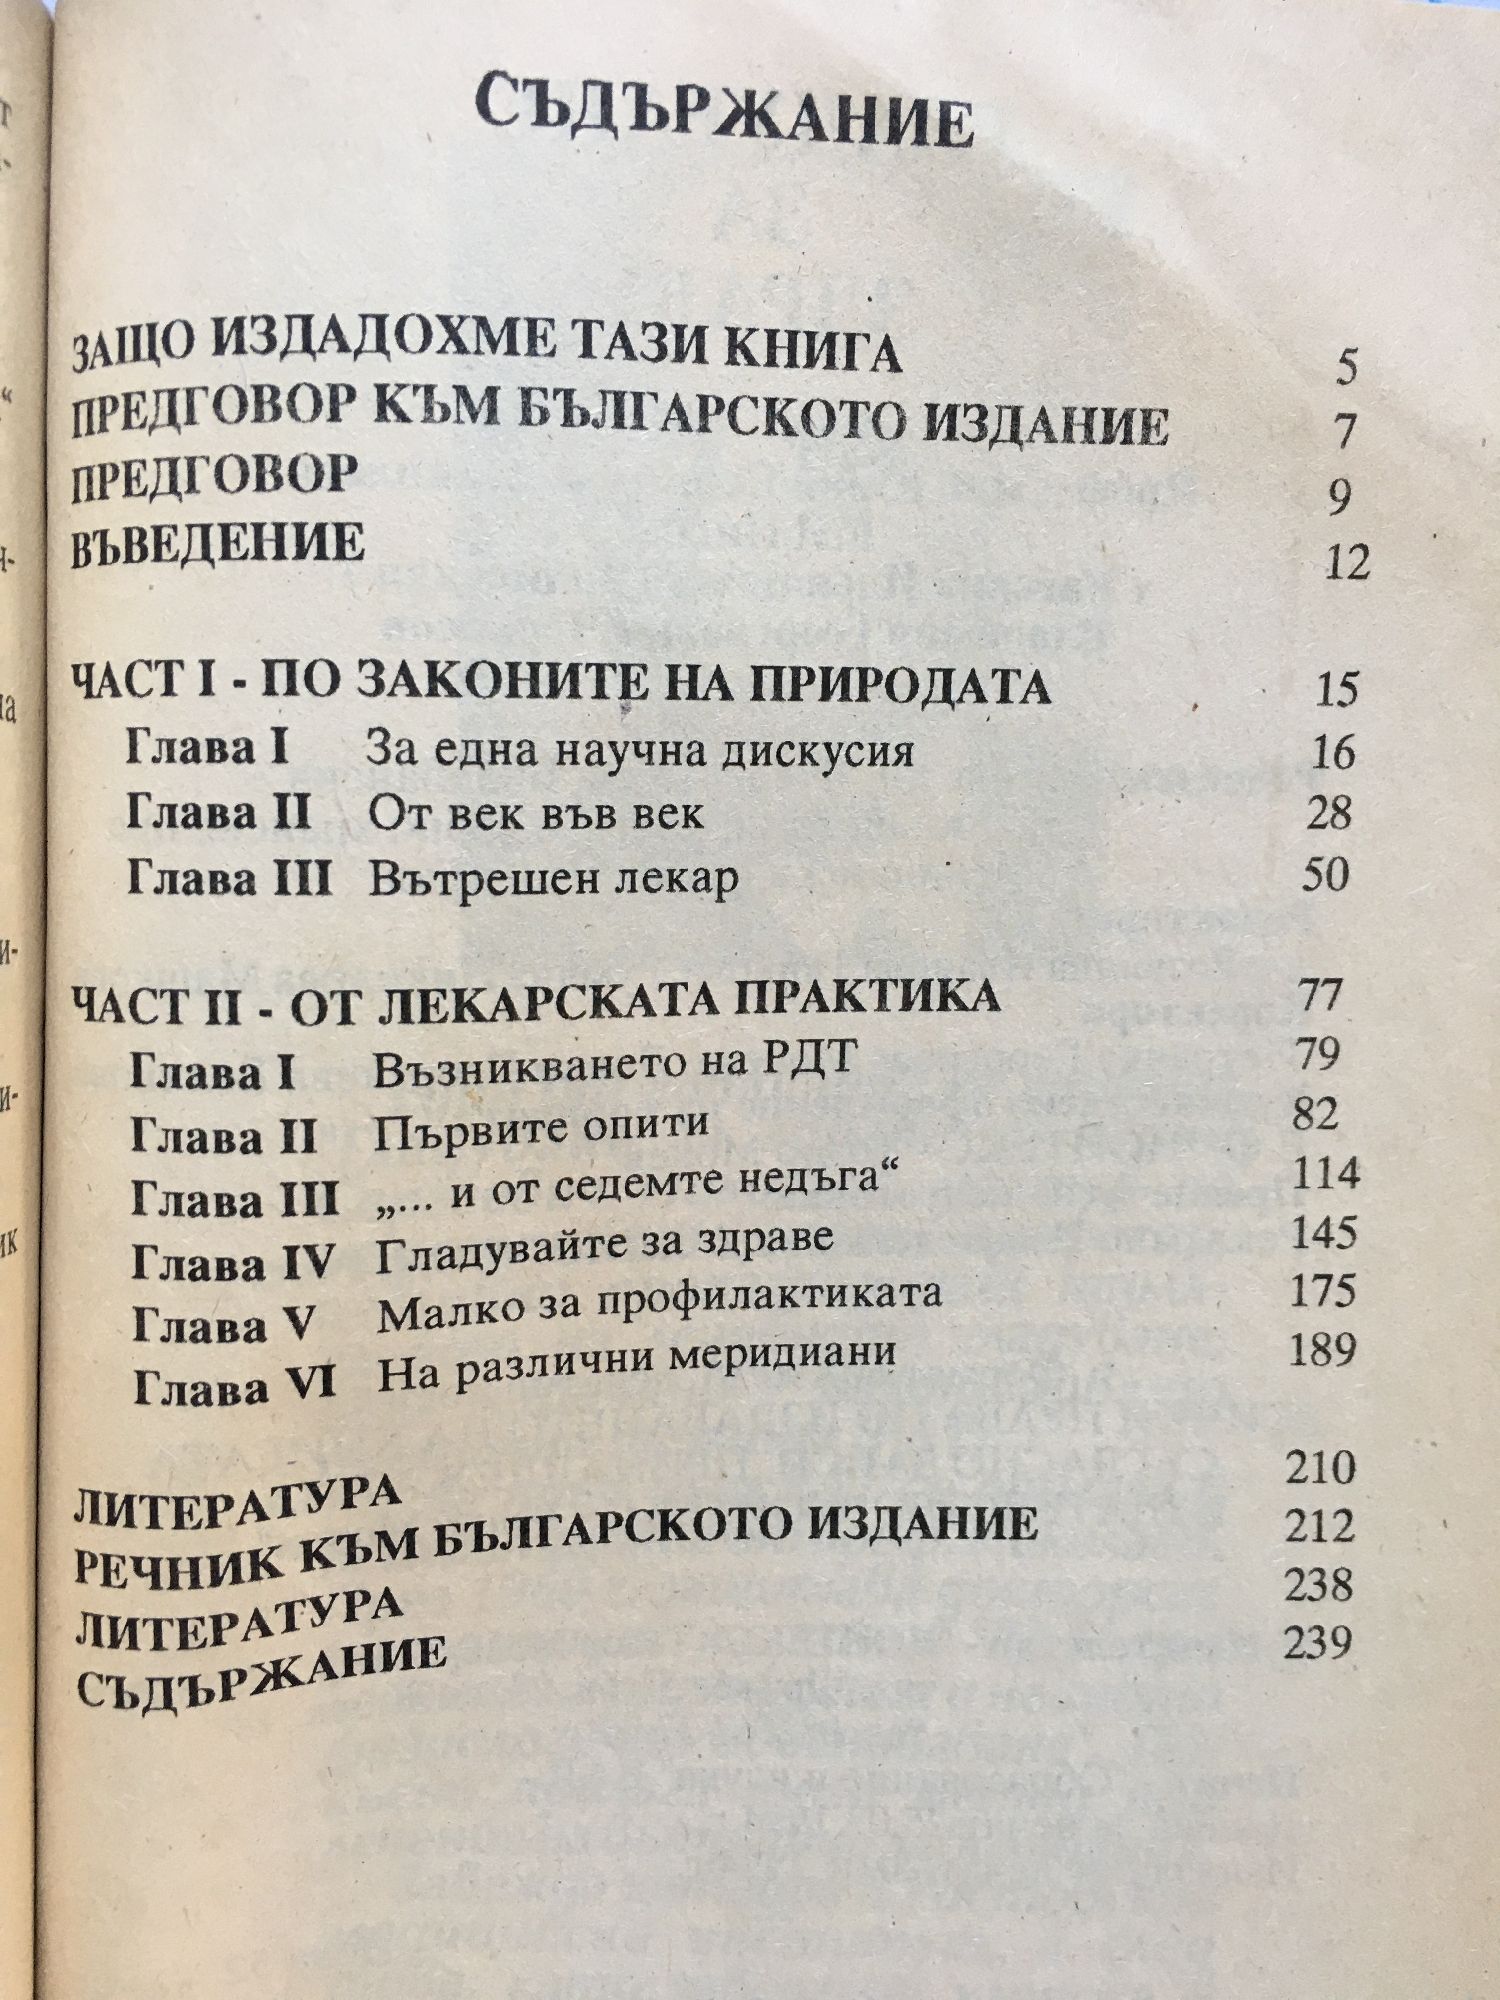 СЪДЪРЖАНИЕ
ЗАЩО ИЗДАДОХМЕ ТАЗИ КНИГА 5
ПРЕДГОВОР КЪМ БЪЛГАРСКОТО ИЗДАНИЕ 7
ПРЕДГОВОР 9
ВЪВЕДЕНИЕ 12
ЧАСТ I - ПО ЗАКОНИТЕ НА ПРИРОДАТА 15
Глава I За една научна дискусия 16
Глава II От век във век 28
Глава III Вътрешен лекар 50
ЧАСТ II - ОТ ЛЕКАРСКАТА ПРАКТИКА 77
Глава I Възникването на РДТ 79
Глава II Първите опити 82
Глава III „... и от седемте недъга“ 114
Глава IV Гладувайте за здраве 145
Глава V Малко за профилактиката 175
Глава VI На различни меридиани 189
ЛИТЕРАТУРА 210
РЕЧНИК КЪМ БЪЛГАРСКОТО ИЗДАНИЕ 212
ЛИТЕРАТУРА 238
СЪДЪРЖАНИЕ 239